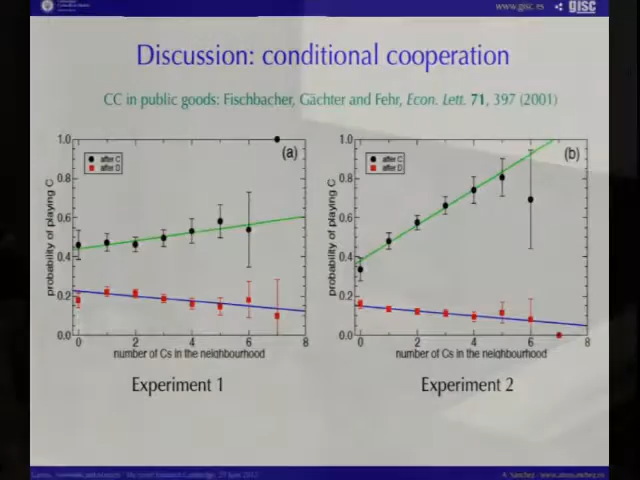 www.gisc.es
gisc
Discussion: conditional cooperation
CC in public goods: Fischbacher, Gächter and Fehr, Econ. Lett. 71, 397 (2001)
1.0
0.8
0.6
0.4
0.2
0.0
probability of playing C
after C
after D
(a)
0 2 4 6 8
number of Cs in the neighbourhood
Experiment 1
1.0
0.8
0.6
0.4
0.2
0.0
probability of playing C
after C
after D
(b)
0 2 4 6 8
number of Cs in the neighbourhood
Experiment 2